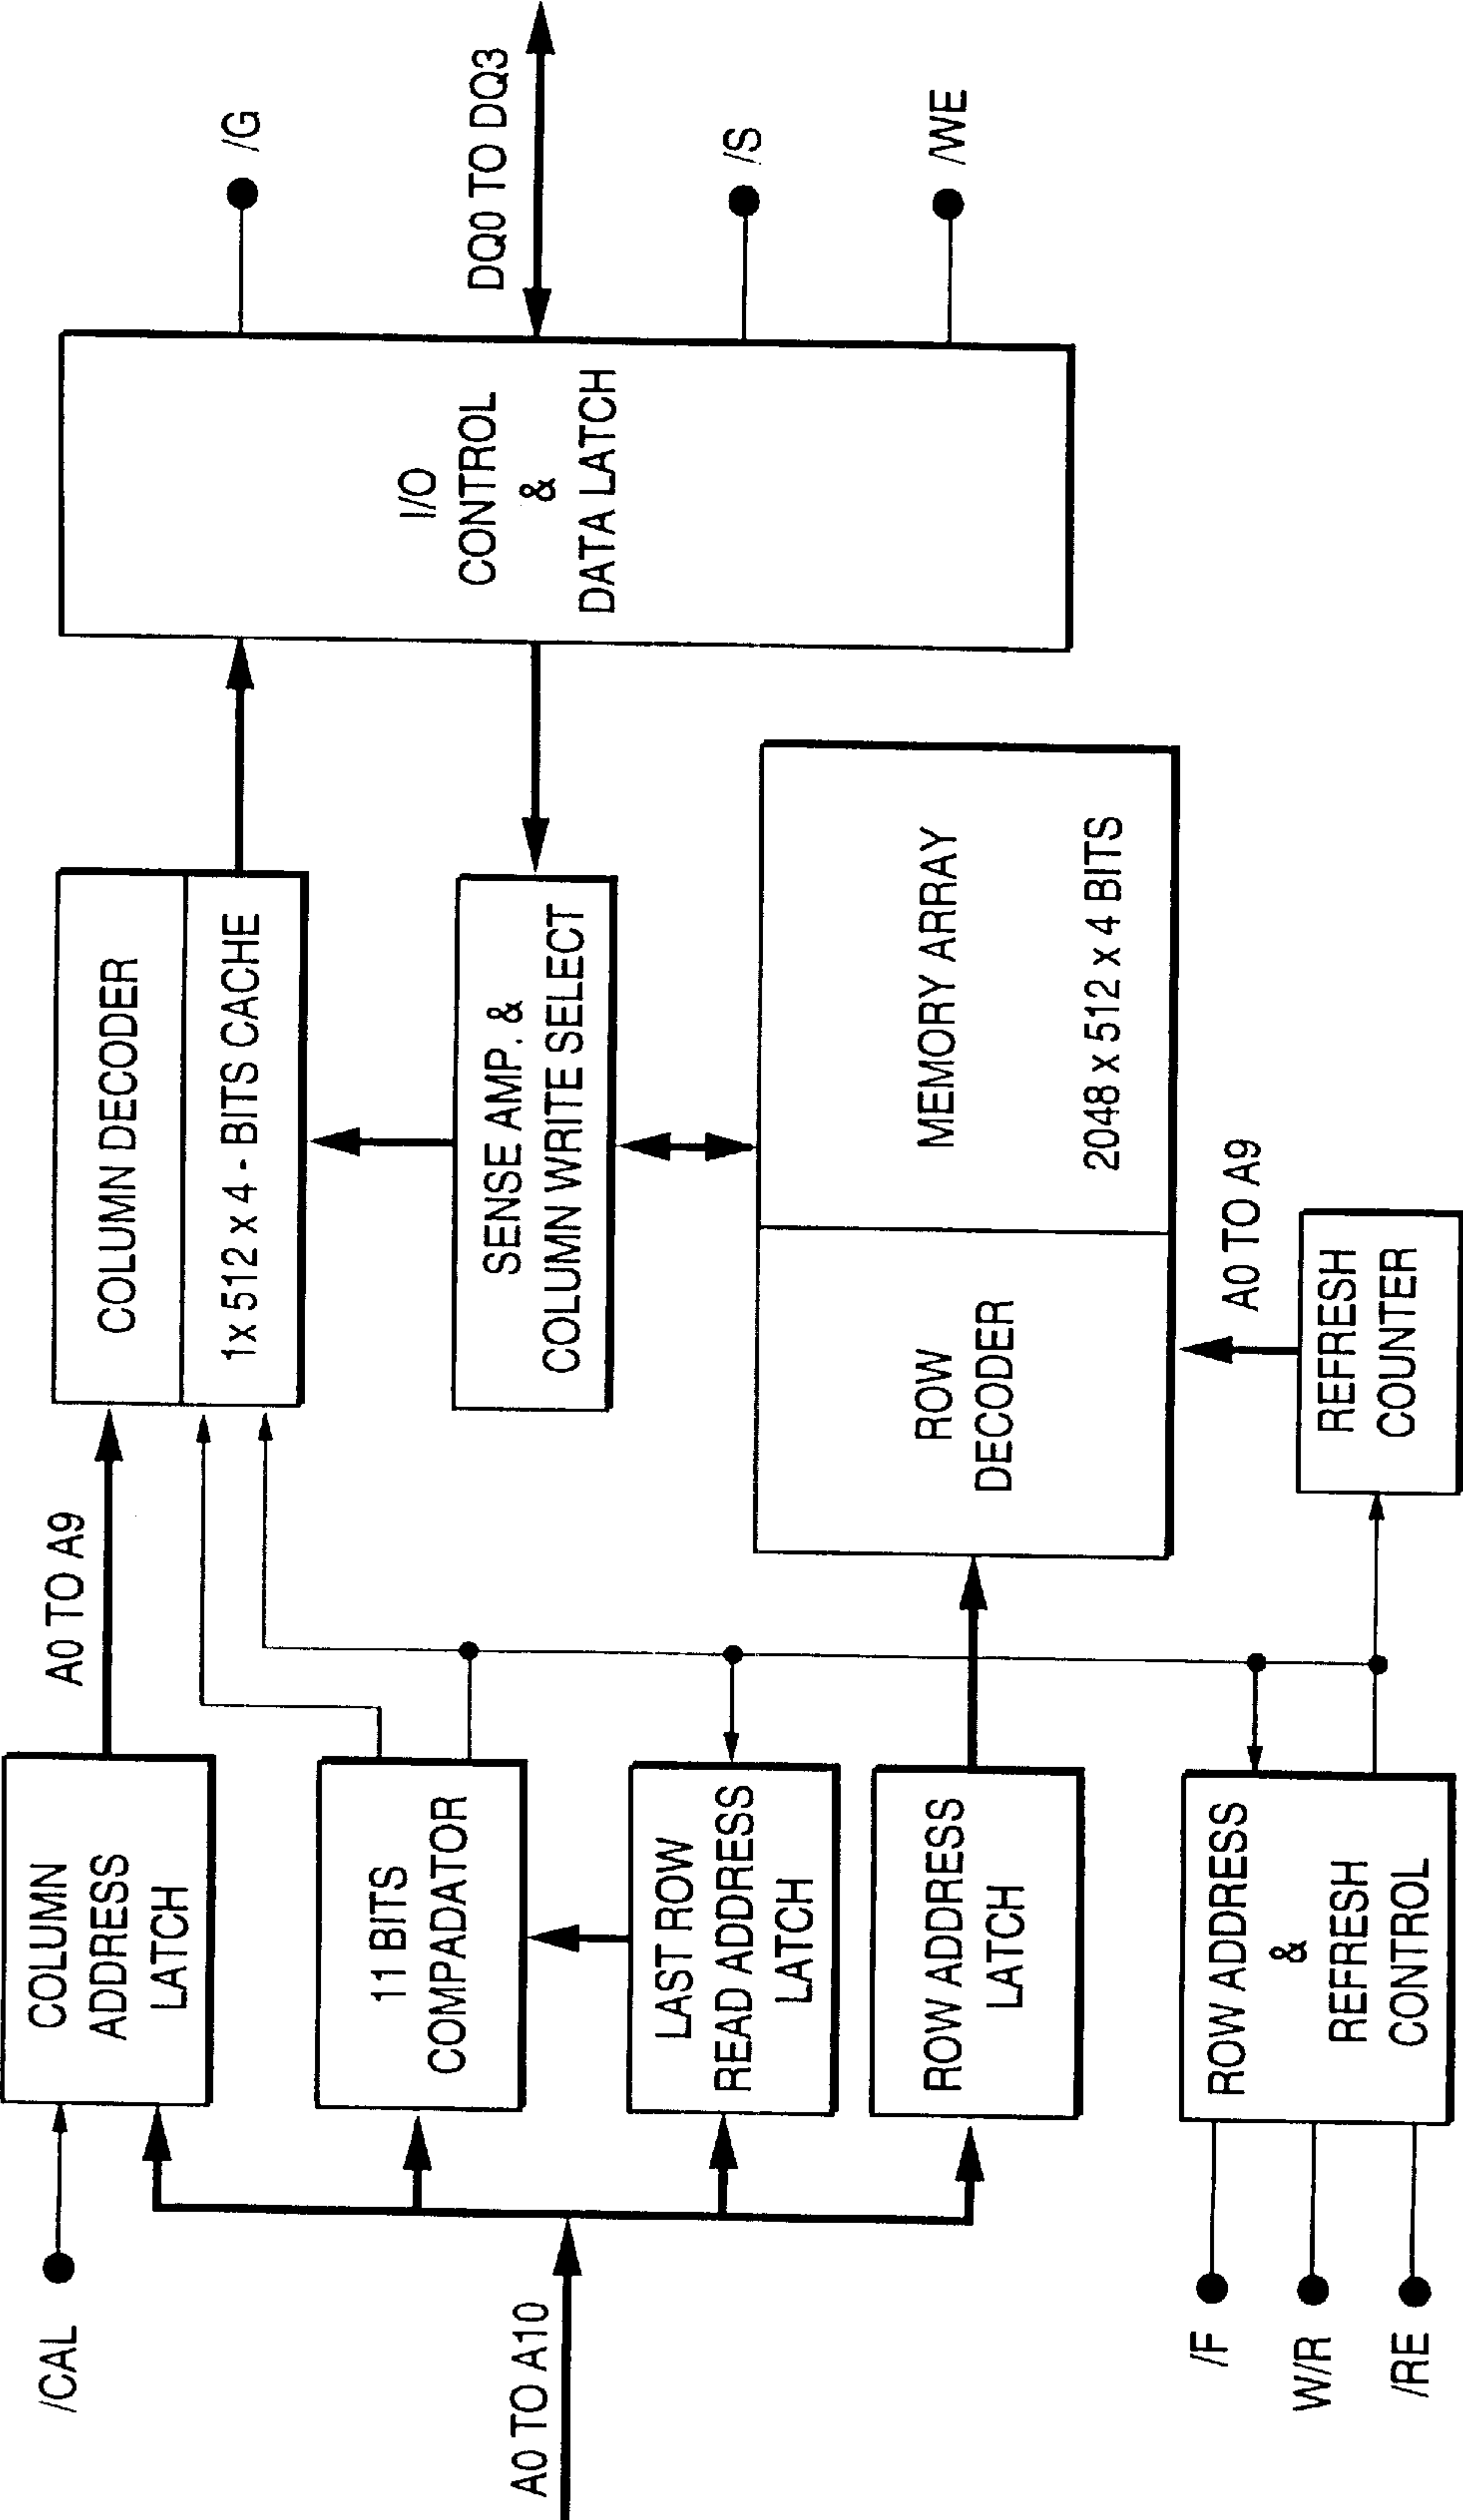 /CAL
A0 TO A10
/F
W/R
/RE
COLUMN
ADDRESS
LATCH
11 BITS
COMPADATOR
LAST ROW
READ ADDRESS
LATCH
ROW ADDRESS
LATCH
ROW ADDRESS
&
REFRESH
CONTROL
A0 TO A9
COLUMN DECODER
1 x 512 x 4 - BITS CACHE
SENSE AMP. &
COLUMN WRITE SELECT
ROW
DECODER
MEMORY ARRAY
2048 x 512 x 4 BITS
A0 TO A9
REFRESH
COUNTER
I/O
CONTROL
&
DATA LATCH
/G
DQ0 TO DQ3
/S
/WE